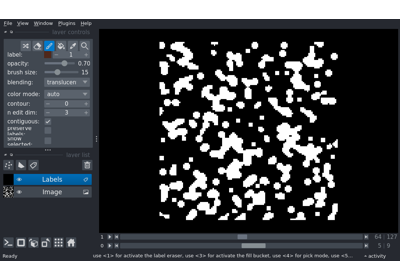 File View Window Plugins Help
layer controls
label: 1
opacity: 0.70
brush size: 15
blending: translucen
color mode: auto
contour: 0
n edit dim: 3
contiguous:
preserve labels:
show selected:
layer list
Labels
Image
1 64 127
0 5 9
Ready use <1> for activate the label eraser, use <3> for activate the fill bucket, use <4> for pick mode, use <5... activity